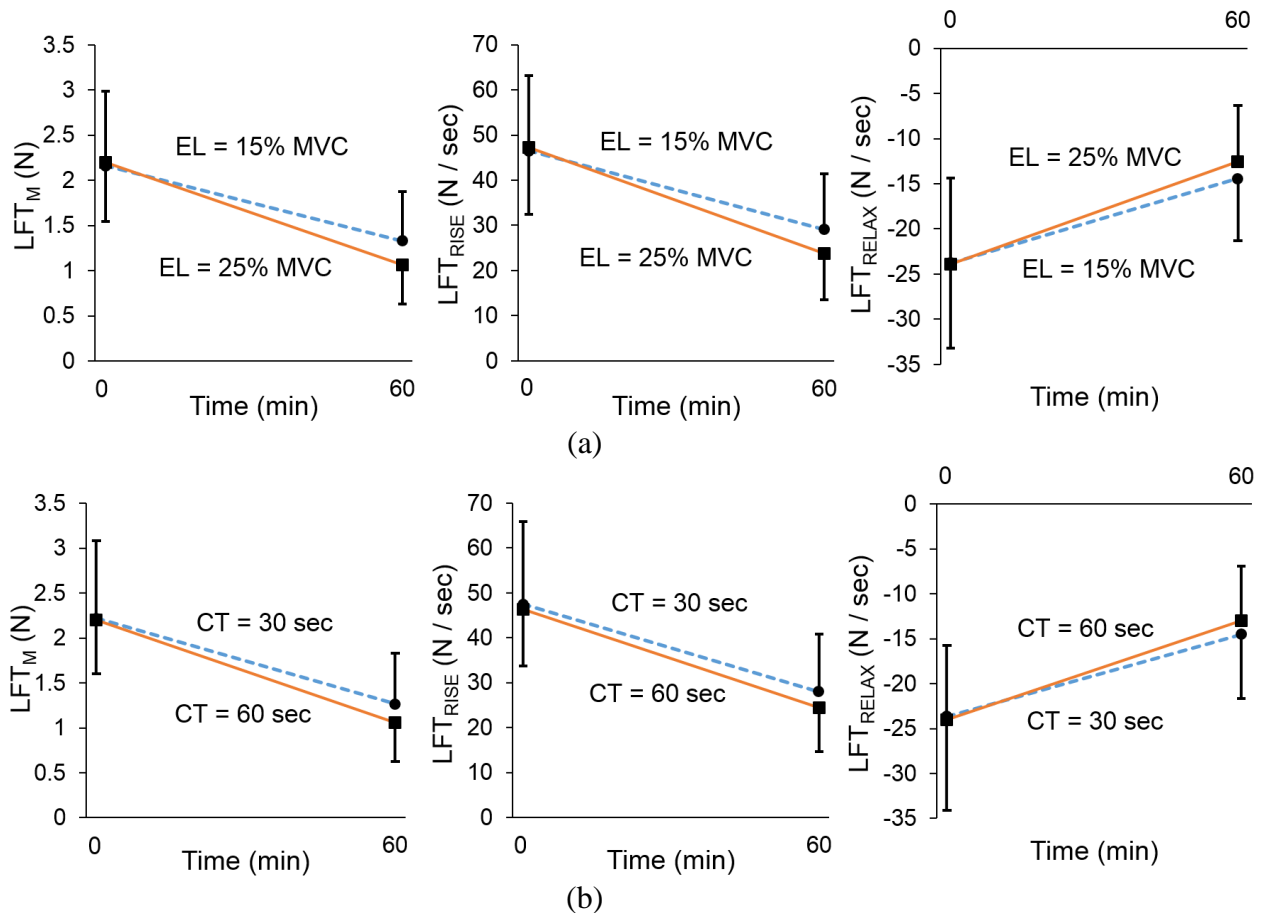 3.5
3
2.5
2
1.5
1
0.5
0
LFT_M (N)
EL = 15% MVC
EL = 25% MVC
0
60
Time (min)
70
60
50
40
30
20
10
0
LFT_RISE (N / sec)
EL = 15% MVC
EL = 25% MVC
0
60
Time (min)
0
60
0
-5
-10
-15
-20
-25
-30
-35
LFT_RELAX (N / sec)
EL = 25% MVC
EL = 15% MVC
Time (min)
(a)
3.5
3
2.5
2
1.5
1
0.5
0
LFT_M (N)
CT = 30 sec
CT = 60 sec
0
60
Time (min)
70
60
50
40
30
20
10
0
LFT_RISE (N / sec)
CT = 30 sec
CT = 60 sec
0
60
Time (min)
0
60
0
-5
-10
-15
-20
-25
-30
-35
LFT_RELAX (N / sec)
CT = 60 sec
CT = 30 sec
Time (min)
(b)